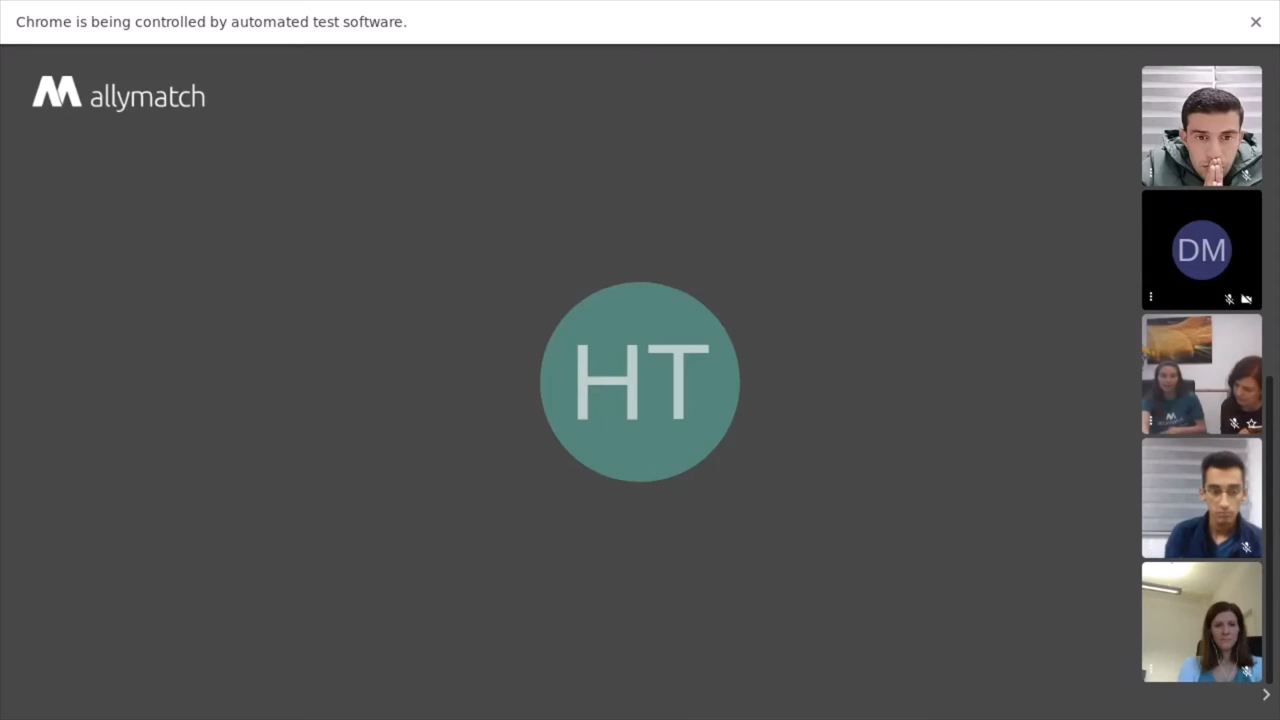 Chrome is being controlled by automated test software.
allymatch
HT
DM